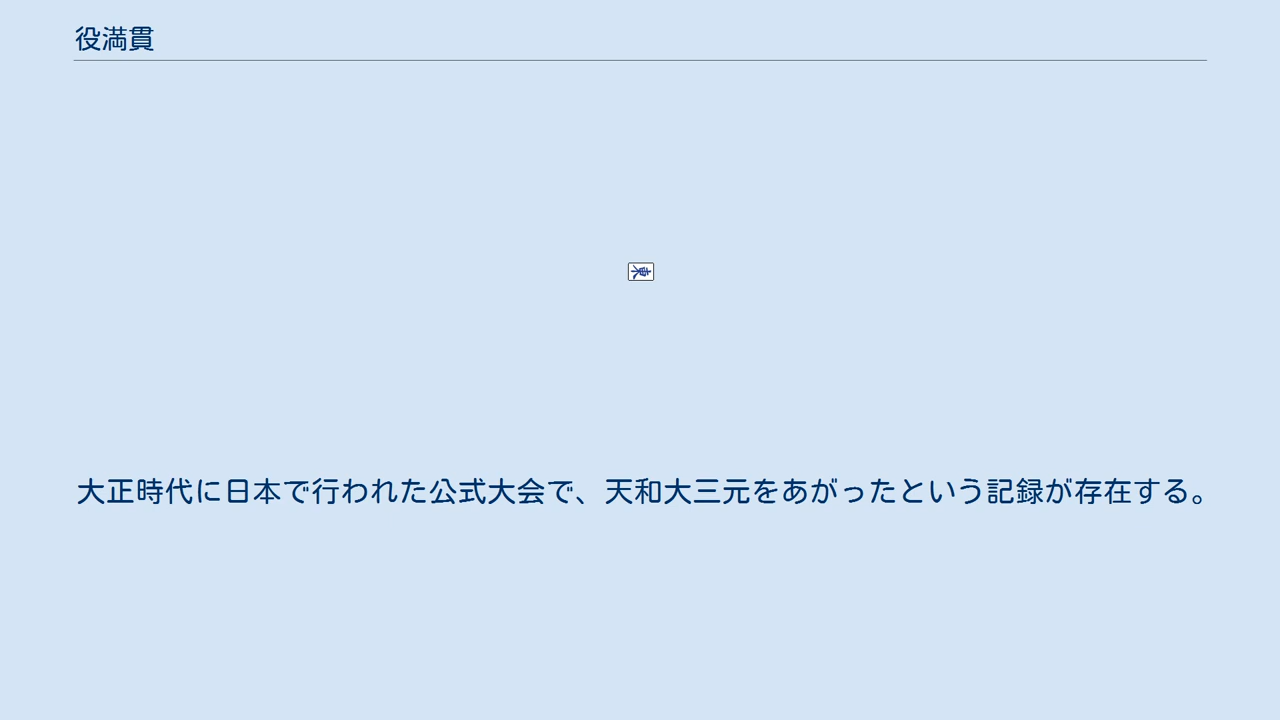 役満貫
東
大正時代に日本で行われた公式大会で、天和大三元をあがったという記録が存在する。